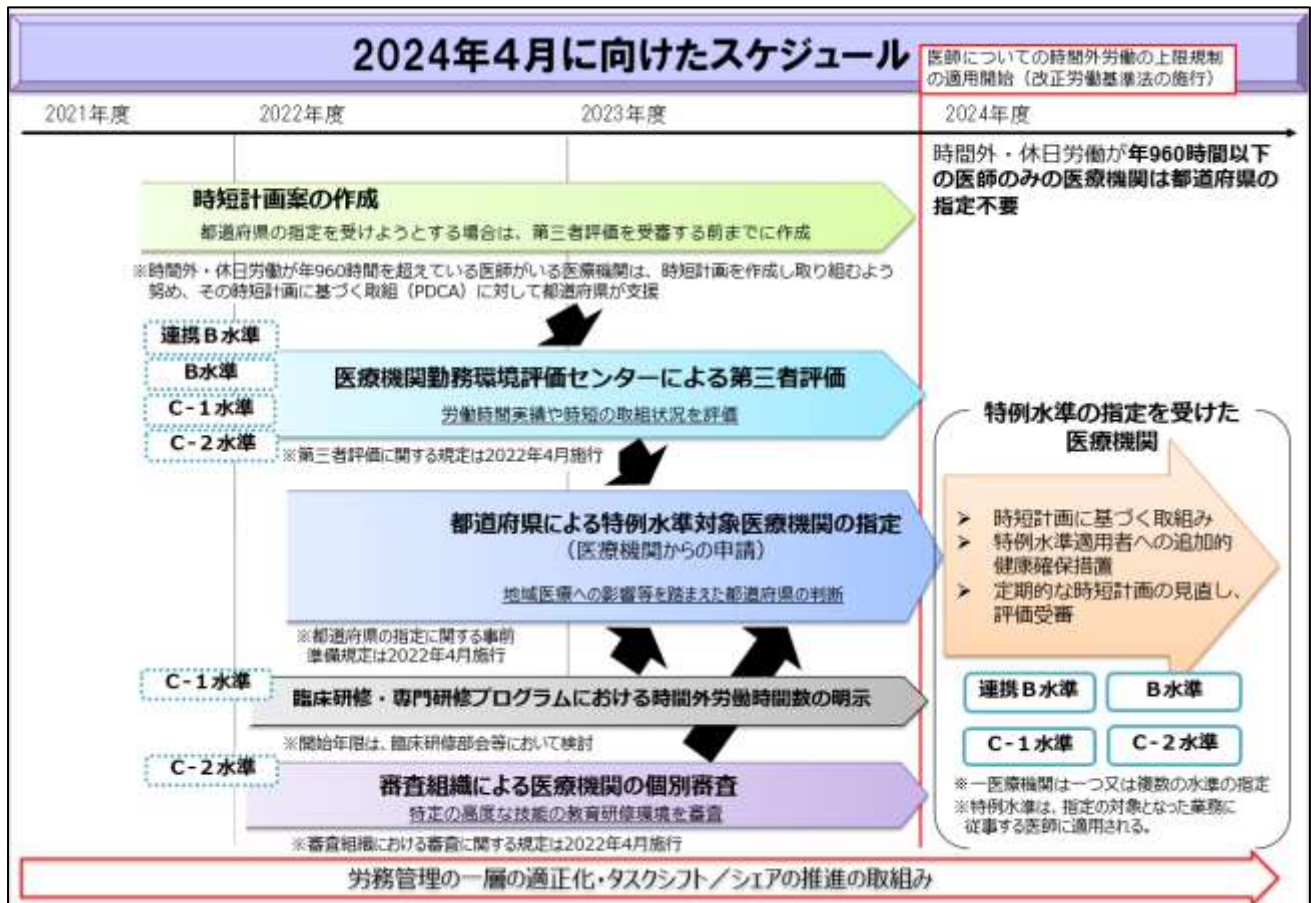 2024年4月に向けたスケジュール
医師についての時間外労働の上限規制
の適用開始（改正労働基準法の施行）
2021年度
2022年度
2023年度
2024年度
時間外・休日労働が年960時間以下
の医師のみの医療機関は都道府県の
指定不要
時短計画案の作成
都道府県の指定を受けようとする場合は、第三者評価を受審する前までに作成
※時間外・休日労働が年960時間を超えている医師がいる医療機関は、時短計画を作成し取り組むよう
努め、その時短計画に基づく取組（PDCA）に対して都道府県が支援
連携B水準
B水準
C-1水準
C-2水準
医療機関勤務環境評価センターによる第三者評価
労働時間実績や時短の取組状況を評価
※第三者評価に関する規定は2022年4月施行
都道府県による特例水準対象医療機関の指定
（医療機関からの申請）
地域医療への影響等を踏まえた都道府県の判断
※都道府県の指定に関する事前
準備規定は2022年4月施行
C-1水準
臨床研修・専門研修プログラムにおける時間外労働時間数の明示
※開始年限は、臨床研修部会等において検討
C-2水準
審査組織による医療機関の個別審査
特定の高度な技能の教育研修環境を審査
※審査組織における審査に関する規定は2022年4月施行
特例水準の指定を受けた
医療機関
➢ 時短計画に基づく取組み
➢ 特例水準適用者への追加的
健康確保措置
➢ 定期的な時短計画の見直し、
評価受審
連携B水準
B水準
C-1水準
C-2水準
※一医療機関は一つ又は複数の水準の指定
※特例水準は、指定の対象となった業務に
従事する医師に適用される。
労務管理の一層の適正化・タスクシフト／シェアの推進の取組み